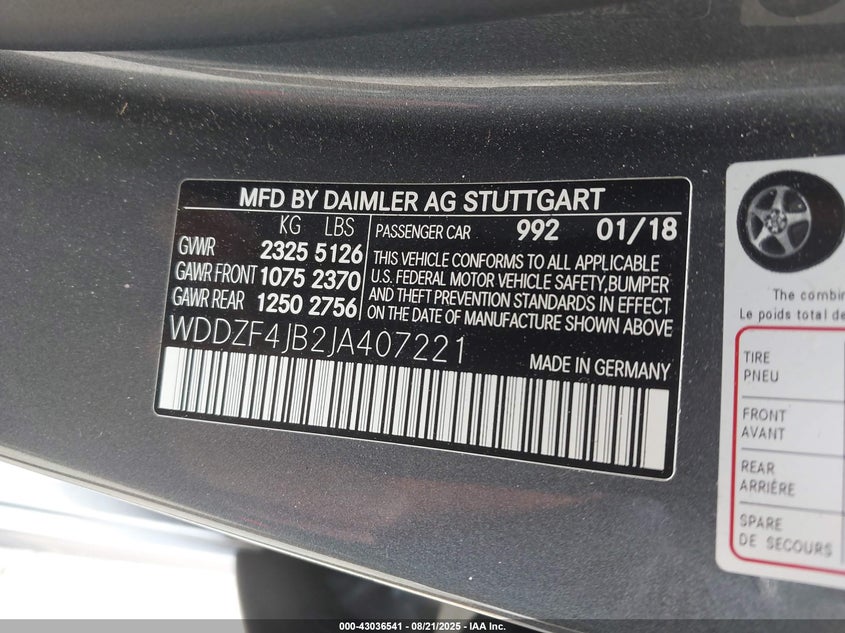 MFD BY DAIMLER AG STUTTGART
KG LBS
GVWR 2325 5126
GAWR FRONT 1075 2370
GAWR REAR 1250 2756
PASSENGER CAR 992 01/18
THIS VEHICLE CONFORMS TO ALL APPLICABLE
U.S. FEDERAL MOTOR VEHICLE SAFETY,BUMPER
AND THEFT PREVENTION STANDARDS IN EFFECT
ON THE DATE OF MANUFACTURE SHOWN ABOVE
WDDZF4JB2JA407221
MADE IN GERMANY
The combin
Le poids total de
TIRE
PNEU
FRONT
AVANT
REAR
ARRIÈRE
SPARE
DE SECOURS
000-43036541 - 08/21/2025 - IAA Inc.